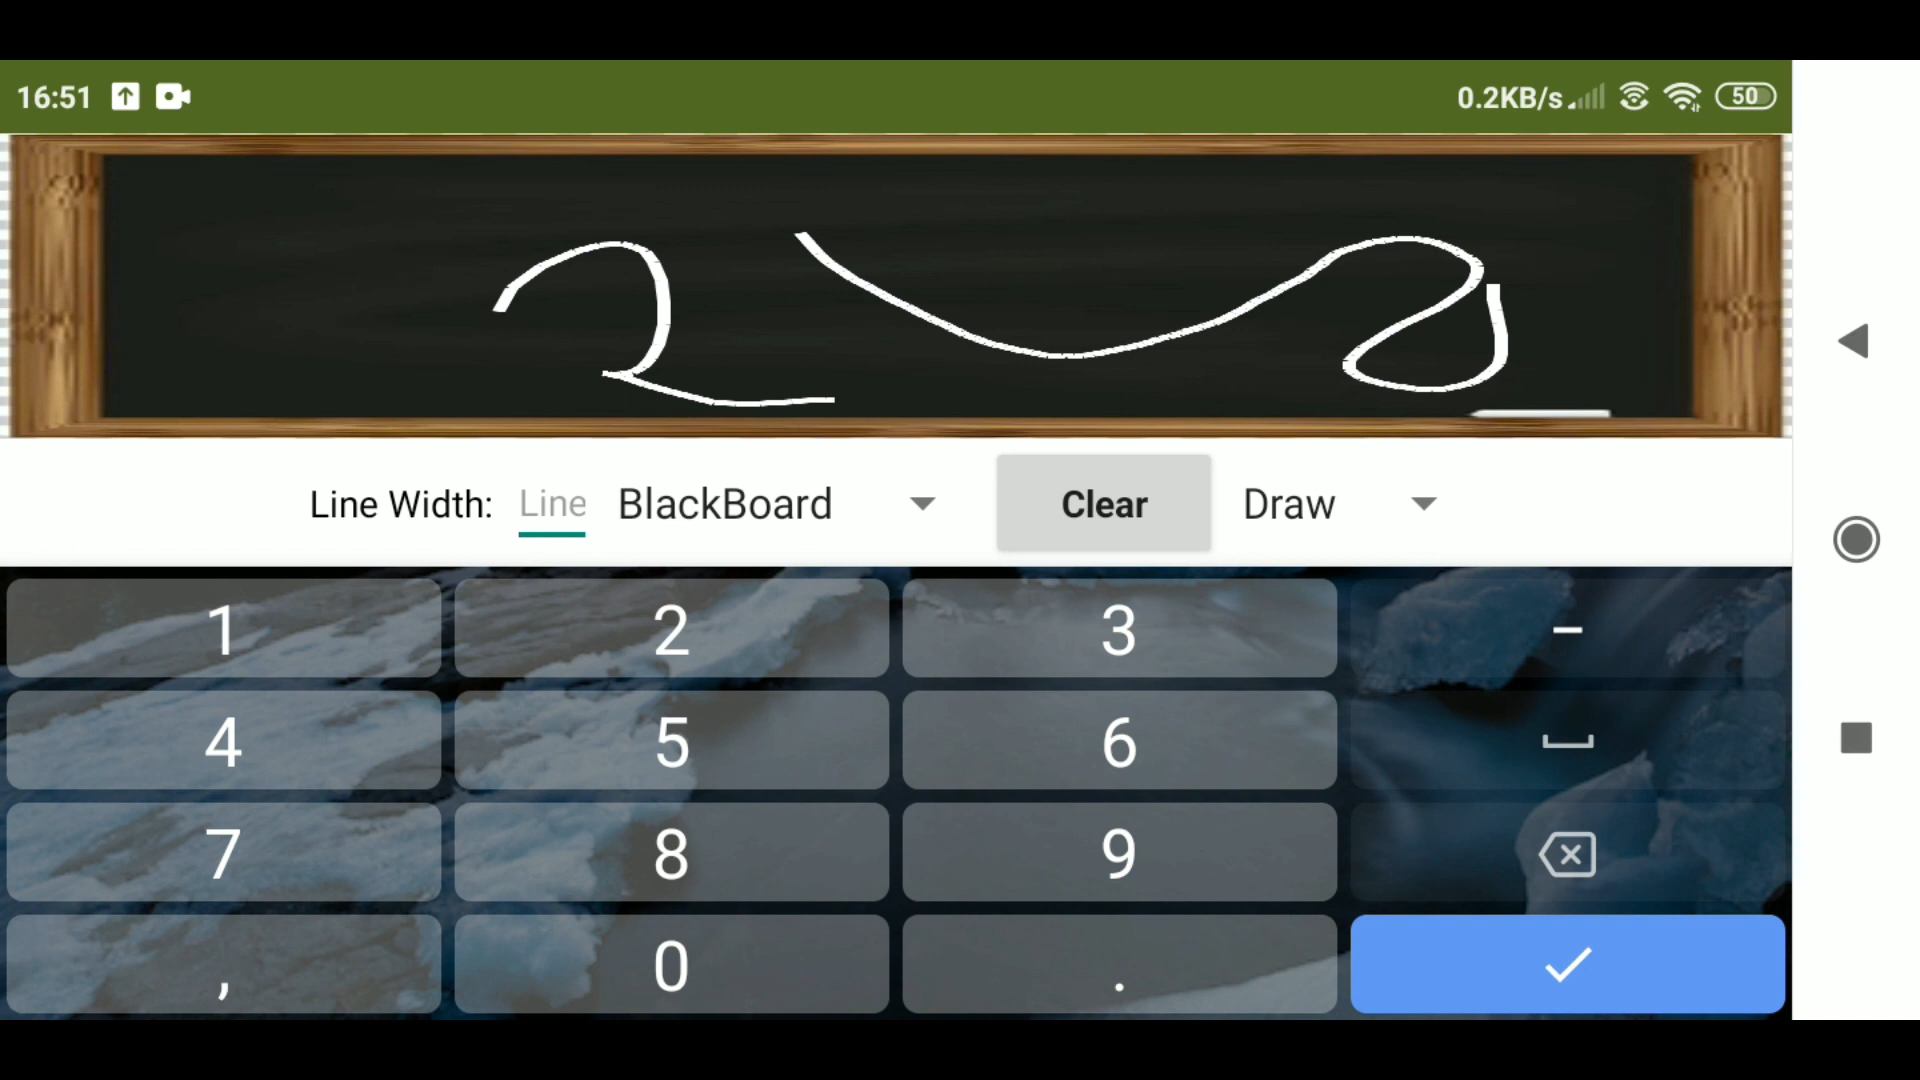 16:51 0.2KB/s 50
Line Width: Line BlackBoard Clear Draw
1 2 3 -
4 5 6
7 8 9
, 0 .